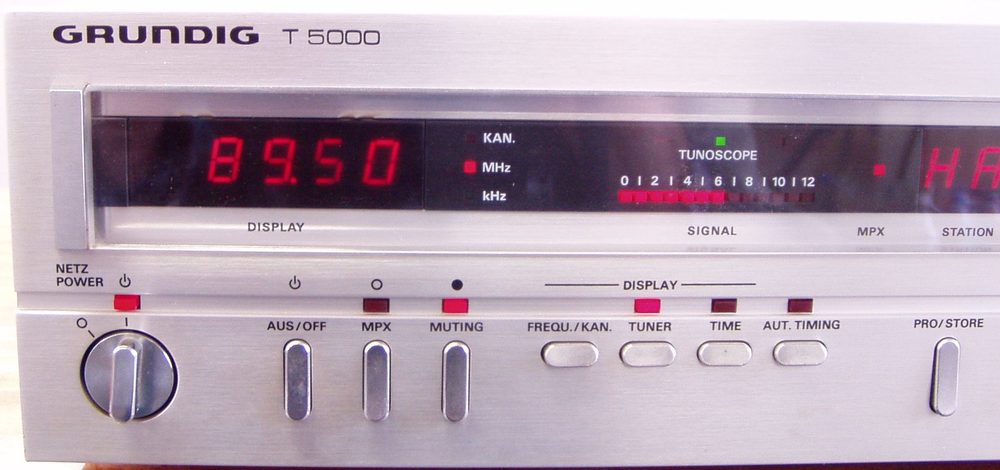 GRUNDIG T 5000
89.50
KAN.
MHz
kHz
TUNOSCOPE
0 I 2 I 4 I 6 I 8 I 10 I 12
HA
DISPLAY
SIGNAL
MPX
STATION
NETZ
POWER
DISPLAY
AUS/OFF
MPX
MUTING
FREQU./KAN.
TUNER
TIME
AUT. TIMING
PRO/STORE